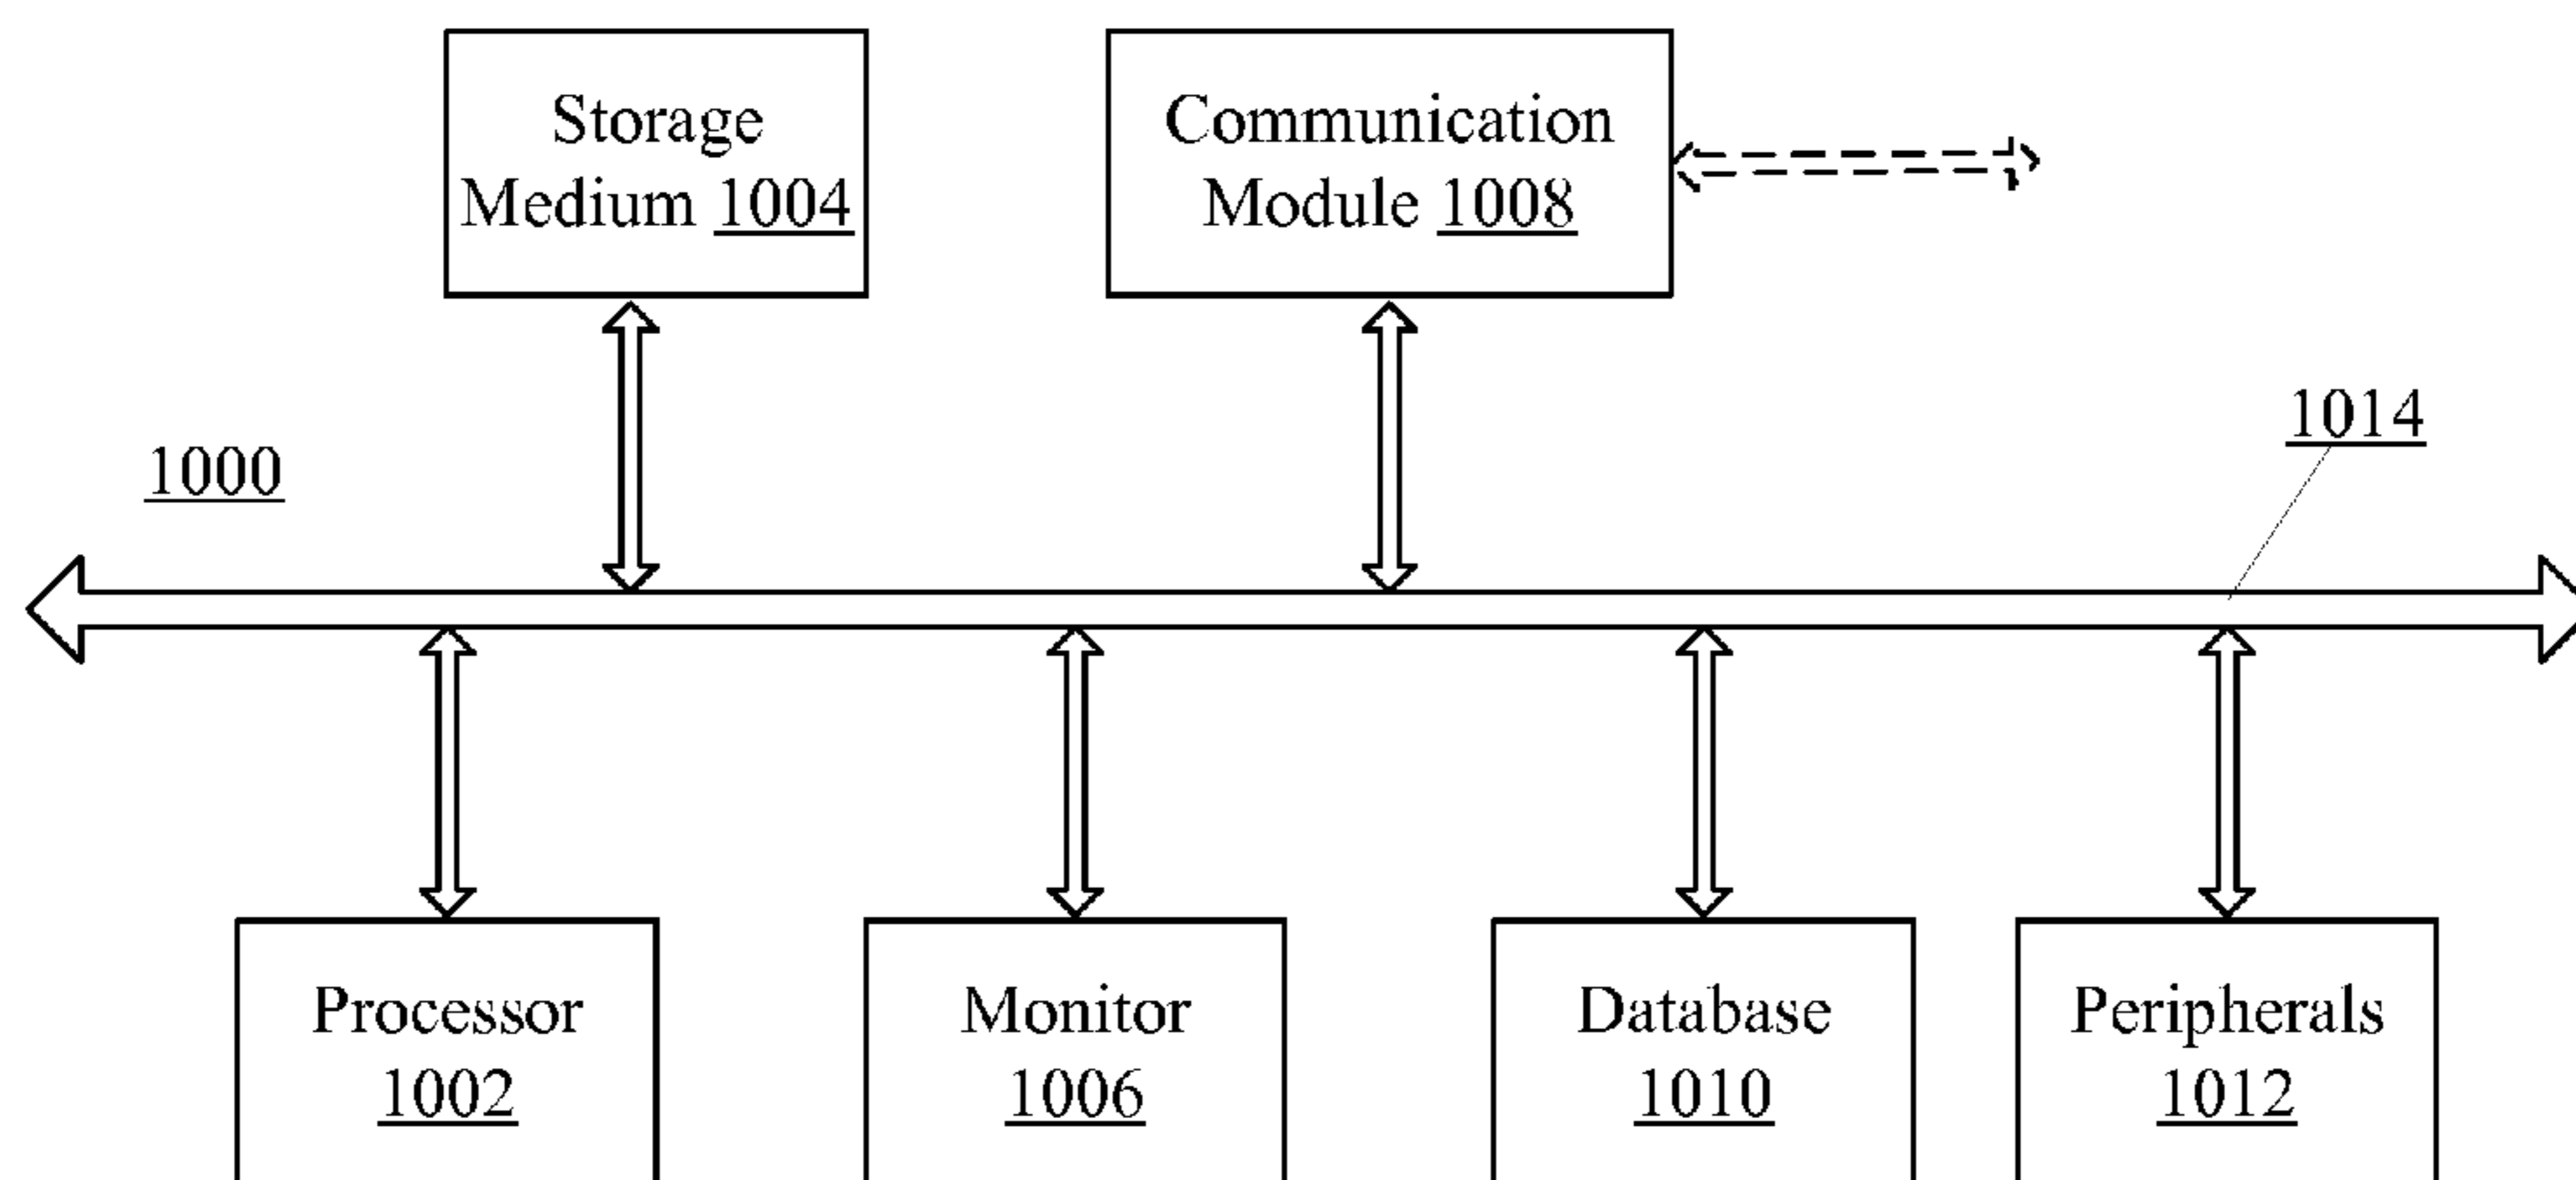 Storage
Medium 1004
Communication
Module 1008
1014
1000
Processor
1002
Monitor
1006
Database
1010
Peripherals
1012